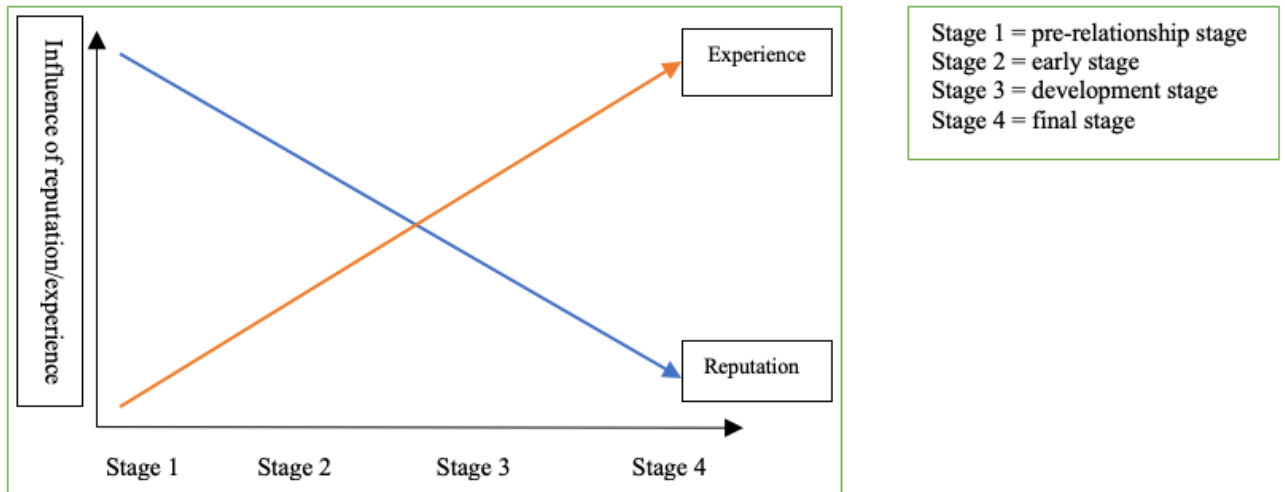 Influence of reputation/experience
Experience
Reputation
Stage 1
Stage 2
Stage 3
Stage 4
Stage 1 = pre-relationship stage
Stage 2 = early stage
Stage 3 = development stage
Stage 4 = final stage